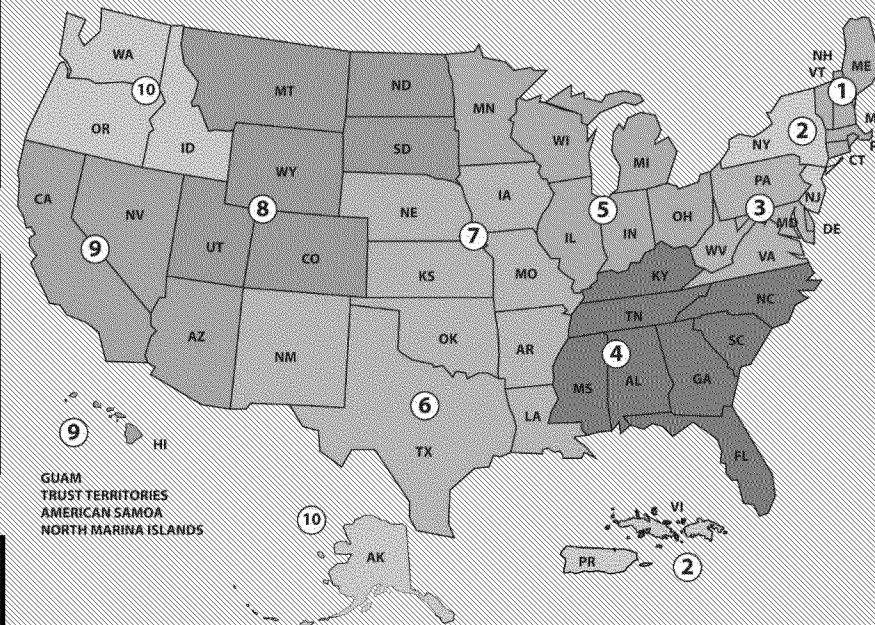 WA
10
OR
ID
MT
ND
MN
SD
WY
WI
MI
NH
VT
ME
1
2
NY
CT
PA
NJ
3
MD
DE
WV
VA
CA
NV
9
UT
8
CO
NE
IA
7
KS
MO
5
IL
IN
OH
KY
NC
TN
SC
4
MS
AL
GA
FL
AZ
NM
OK
AR
6
TX
LA
9
HI
GUAM
TRUST TERRITORIES
AMERICAN SAMOA
NORTH MARINA ISLANDS
10
AK
VI
PR
2